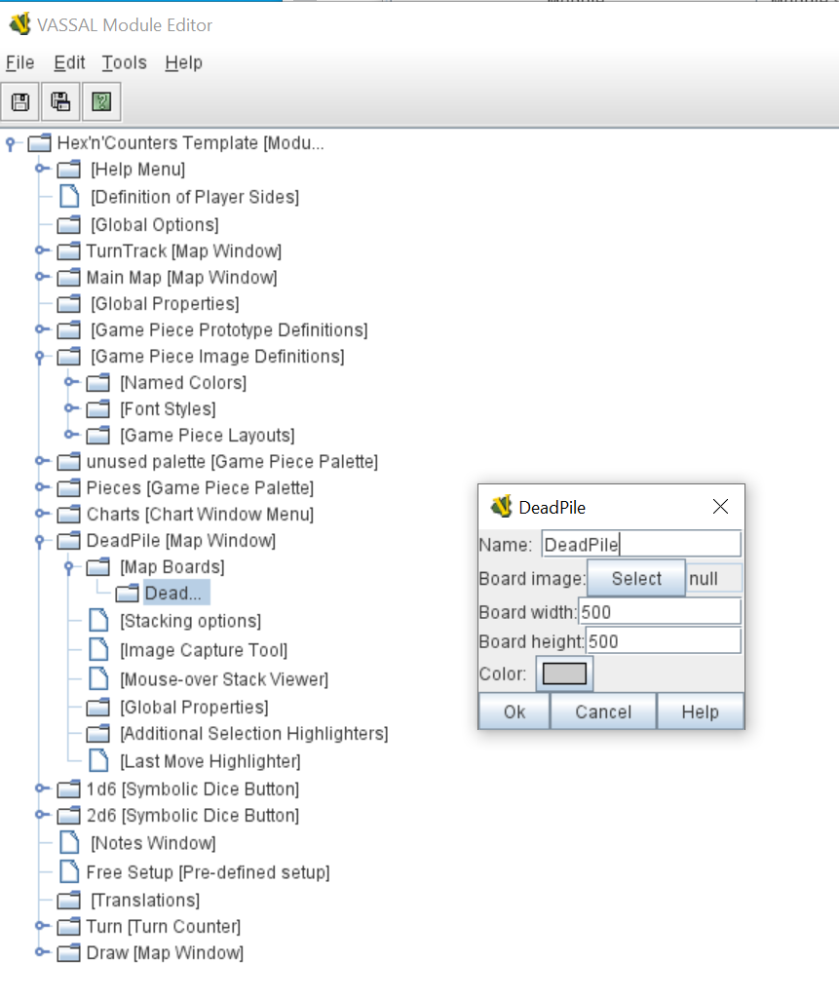 VASSAL Module Editor
File Edit Tools Help
Hex'n'Counters Template [Modu...
[Help Menu]
[Definition of Player Sides]
[Global Options]
TurnTrack [Map Window]
Main Map [Map Window]
[Global Properties]
[Game Piece Prototype Definitions]
[Game Piece Image Definitions]
[Named Colors]
[Font Styles]
[Game Piece Layouts]
unused palette [Game Piece Palette]
Pieces [Game Piece Palette]
Charts [Chart Window Menu]
DeadPile [Map Window]
[Map Boards]
Dead...
[Stacking options]
[Image Capture Tool]
[Mouse-over Stack Viewer]
[Global Properties]
[Additional Selection Highlighters]
[Last Move Highlighter]
1d6 [Symbolic Dice Button]
2d6 [Symbolic Dice Button]
[Notes Window]
Free Setup [Pre-defined setup]
[Translations]
Turn [Turn Counter]
Draw [Map Window]
DeadPile
Name: DeadPile
Board image: Select null
Board width: 500
Board height: 500
Color:
Ok Cancel Help